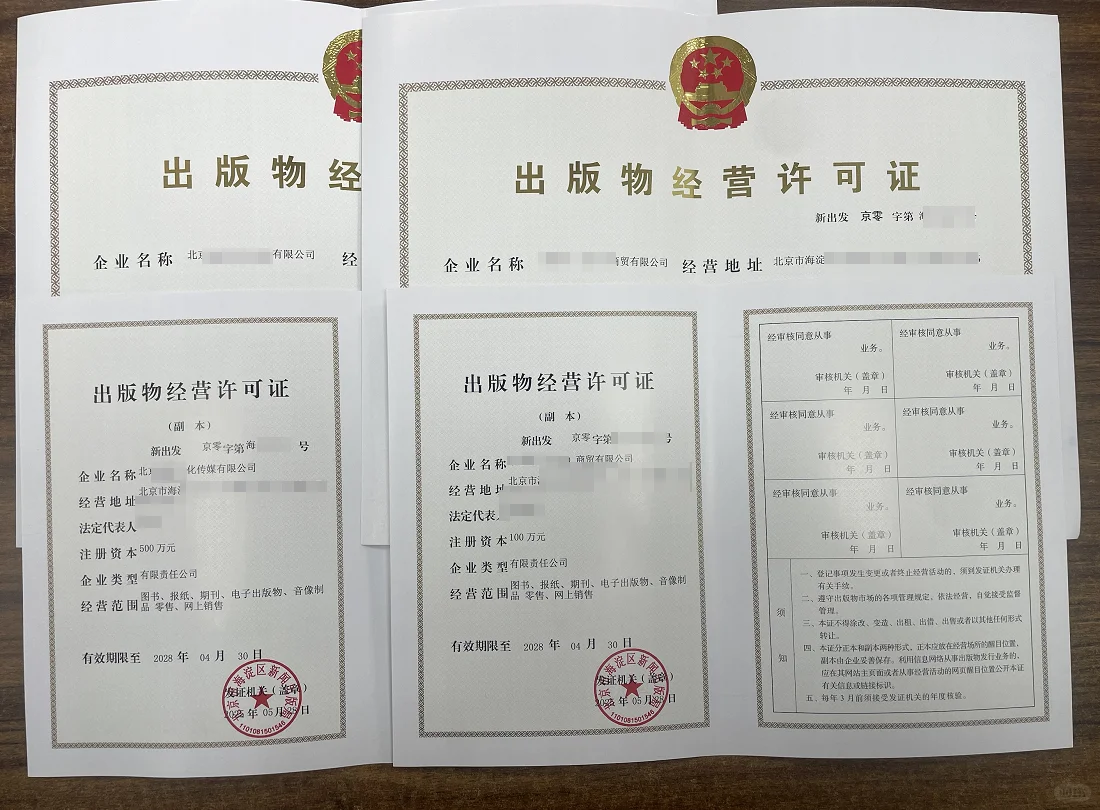 出版物经
企业名称 北京 有限公司 经
出版物经营许可证
新出发 京零 字第 海 号
企业名称 商贸有限公司 经营地址 北京市海淀
出版物经营许可证
(副 本)
新出发 京零字第海 号
企业名称 北 化传媒有限公司
经营地址 北京市海
法定代表人
注册资本 500 万元
企业类型 有限责任公司
经营范围 图书、报纸、期刊、电子出版物、音像制
品 零售、网上销售
有效期限至 2028 年 04 月 30 日
发证机关(盖章)
年 05 月 日
北京市海淀区新闻出版局
1101081501546
出版物经营许可证
(副 本)
新出发 京零字第 号
企业名称 商贸有限公司
经营地址 北京市
法定代表人
注册资本 100 万元
企业类型 有限责任公司
经营范围 图书、报纸、期刊、电子出版物、音像制
品 零售、网上销售
有效期限至 2028 年 04 月 30 日
发证机关(盖章)
年 05 月 日
北京市海淀区新闻出版局
1101081501546
经审核同意从事
业务。
审核机关(盖章)
年 月 日
经审核同意从事
业务。
审核机关(盖章)
年 月 日
经审核同意从事
业务。
审核机关(盖章)
年 月 日
经审核同意从事
业务。
审核机关(盖章)
年 月 日
经审核同意从事
业务。
审核机关(盖章)
年 月 日
经审核同意从事
业务。
审核机关(盖章)
年 月 日
须知
一、登记事项发生变更或者终止经营活动的,须到发证机关办理
有关手续。
二、遵守出版物市场的各项管理规定,依法经营,自觉接受监督
管理。
三、本证不得涂改、变造、出租、出借、出售或者以其他任何形式
转让。
四、本证分正本和副本两种形式,正本应放在经营场所的醒目位置,
副本由企业妥善保存。利用信息网络从事出版物发行业务的,
应在其网站主页面或者从事经营活动的网页醒目位置公开本证
有关信息或链接标识。
五、每年3月前须接受发证机关的年度核验。